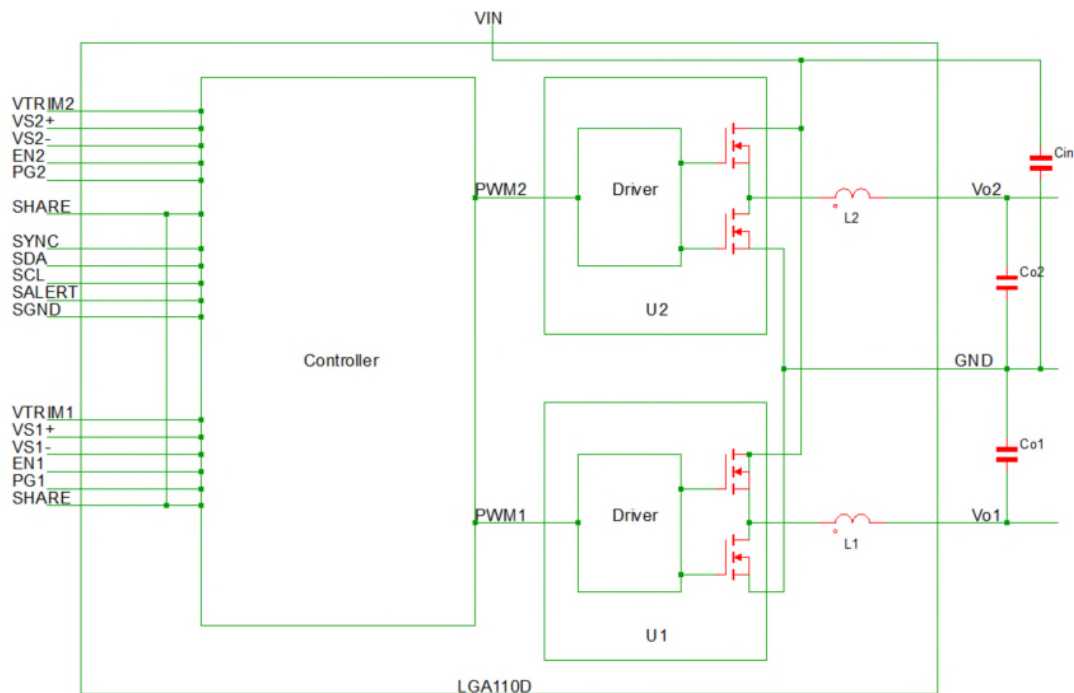 VIN
VTRIM2
VS2+
VS2-
EN2
PG2
SHARE
SYNC
SDA
SCL
SALERT
SGND
VTRIM1
VS1+
VS1-
EN1
PG1
SHARE
Controller
PWM2
Driver
U2
L2
Vo2
Cin
Co2
GND
PWM1
Driver
U1
L1
Vo1
Co1
LGA110D